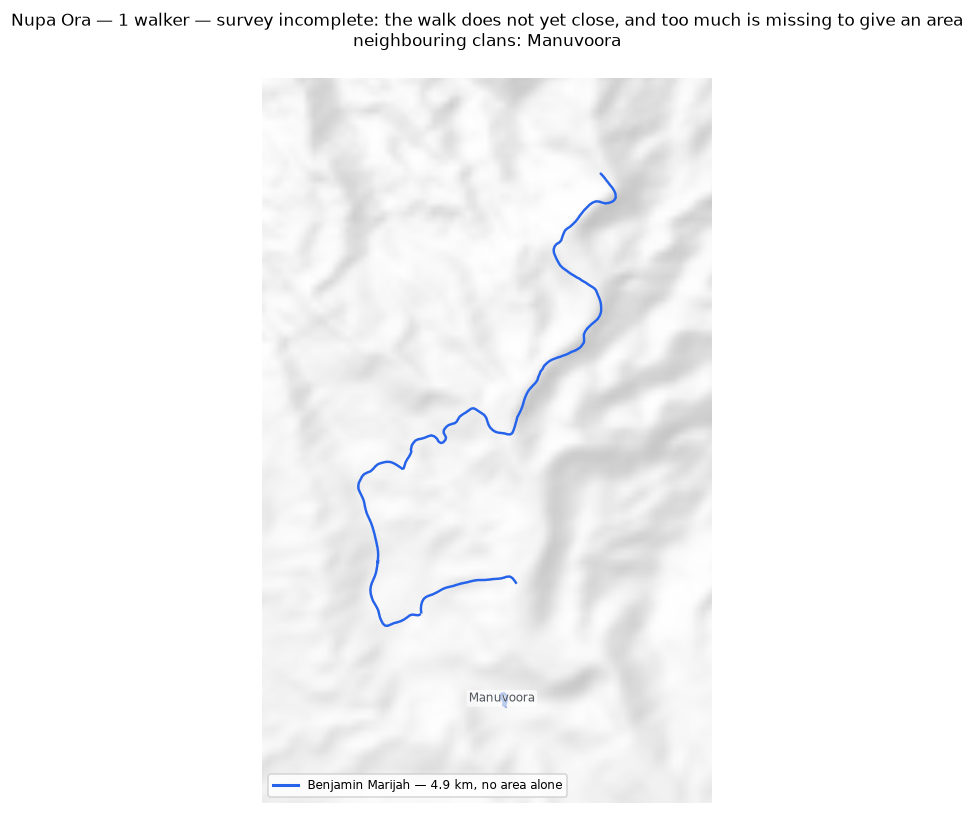 Nupa Ora — 1 walker — survey incomplete: the walk does not yet close, and too much is missing to give an area
neighbouring clans: Manuvoora
Manuvoora
Benjamin Marijah — 4.9 km, no area alone